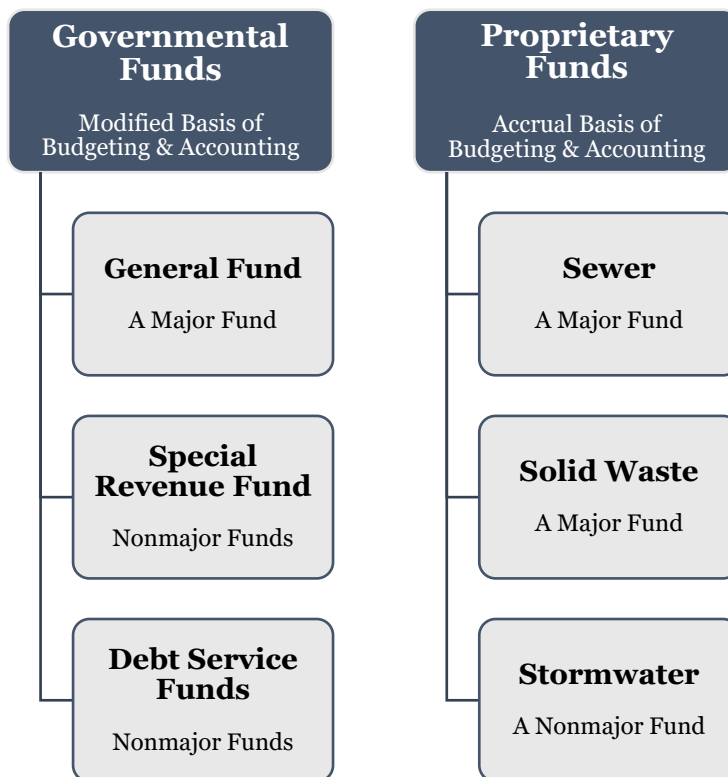 Governmental
Funds
Modified Basis of
Budgeting & Accounting
General Fund
A Major Fund
Special
Revenue Fund
Nonmajor Funds
Debt Service
Funds
Nonmajor Funds
Proprietary
Funds
Accrual Basis of
Budgeting & Accounting
Sewer
A Major Fund
Solid Waste
A Major Fund
Stormwater
A Nonmajor Fund